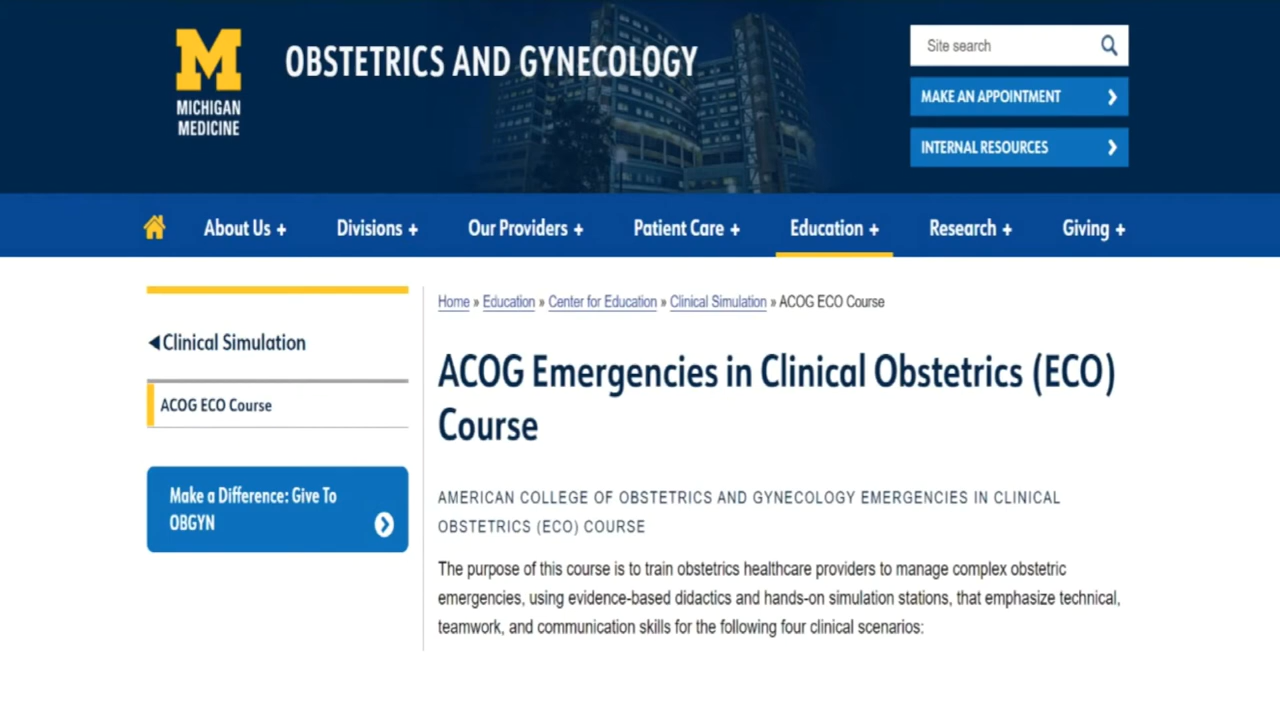 M
MICHIGAN
MEDICINE
OBSTETRICS AND GYNECOLOGY
Site search
MAKE AN APPOINTMENT
INTERNAL RESOURCES
About Us + Divisions + Our Providers + Patient Care + Education + Research + Giving +
Clinical Simulation
ACOG ECO Course
Make a Difference: Give To
OBGYN
Home » Education » Center for Education » Clinical Simulation » ACOG ECO Course
ACOG Emergencies in Clinical Obstetrics (ECO)
Course
AMERICAN COLLEGE OF OBSTETRICS AND GYNECOLOGY EMERGENCIES IN CLINICAL
OBSTETRICS (ECO) COURSE
The purpose of this course is to train obstetrics healthcare providers to manage complex obstetric
emergencies, using evidence-based didactics and hands-on simulation stations, that emphasize technical,
teamwork, and communication skills for the following four clinical scenarios: